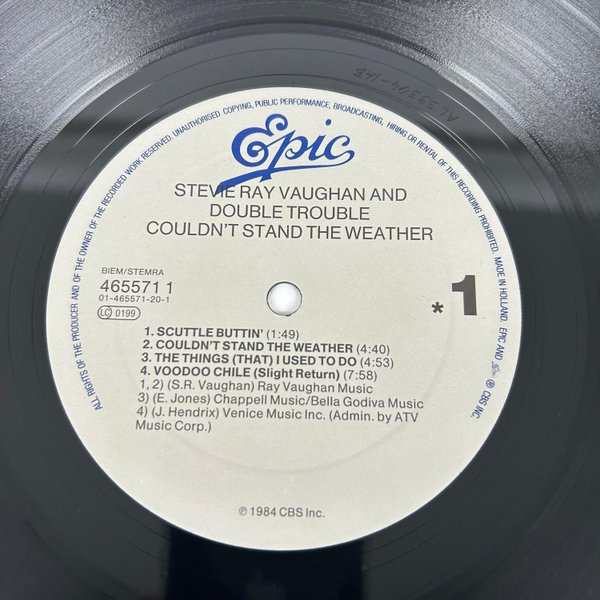 ALL RIGHTS OF THE PRODUCER AND OF THE OWNER OF THE RECORDED WORK RESERVED. UNAUTHORISED COPYING, PUBLIC PERFORMANCE, BROADCASTING, HIRING OR RENTAL OF THIS RECORDING PROHIBITED. MADE IN HOLLAND. EPIC AND Epic ℗ CBS INC.
AL 39304-1AB
Epic
STEVIE RAY VAUGHAN AND
DOUBLE TROUBLE
COULDN'T STAND THE WEATHER
BIEM/STEMRA
465571 1
01-465571-20-1
LC 0199
* 1
1. SCUTTLE BUTTIN' (1:49)
2. COULDN'T STAND THE WEATHER (4:40)
3. THE THINGS (THAT) I USED TO DO (4:53)
4. VOODOO CHILE (Slight Return) (7:58)
1, 2) (S.R. Vaughan) Ray Vaughan Music
3) (E. Jones) Chappell Music/Bella Godiva Music
4) (J. Hendrix) Venice Music Inc. (Admin. by ATV
Music Corp.)
℗ 1984 CBS Inc.